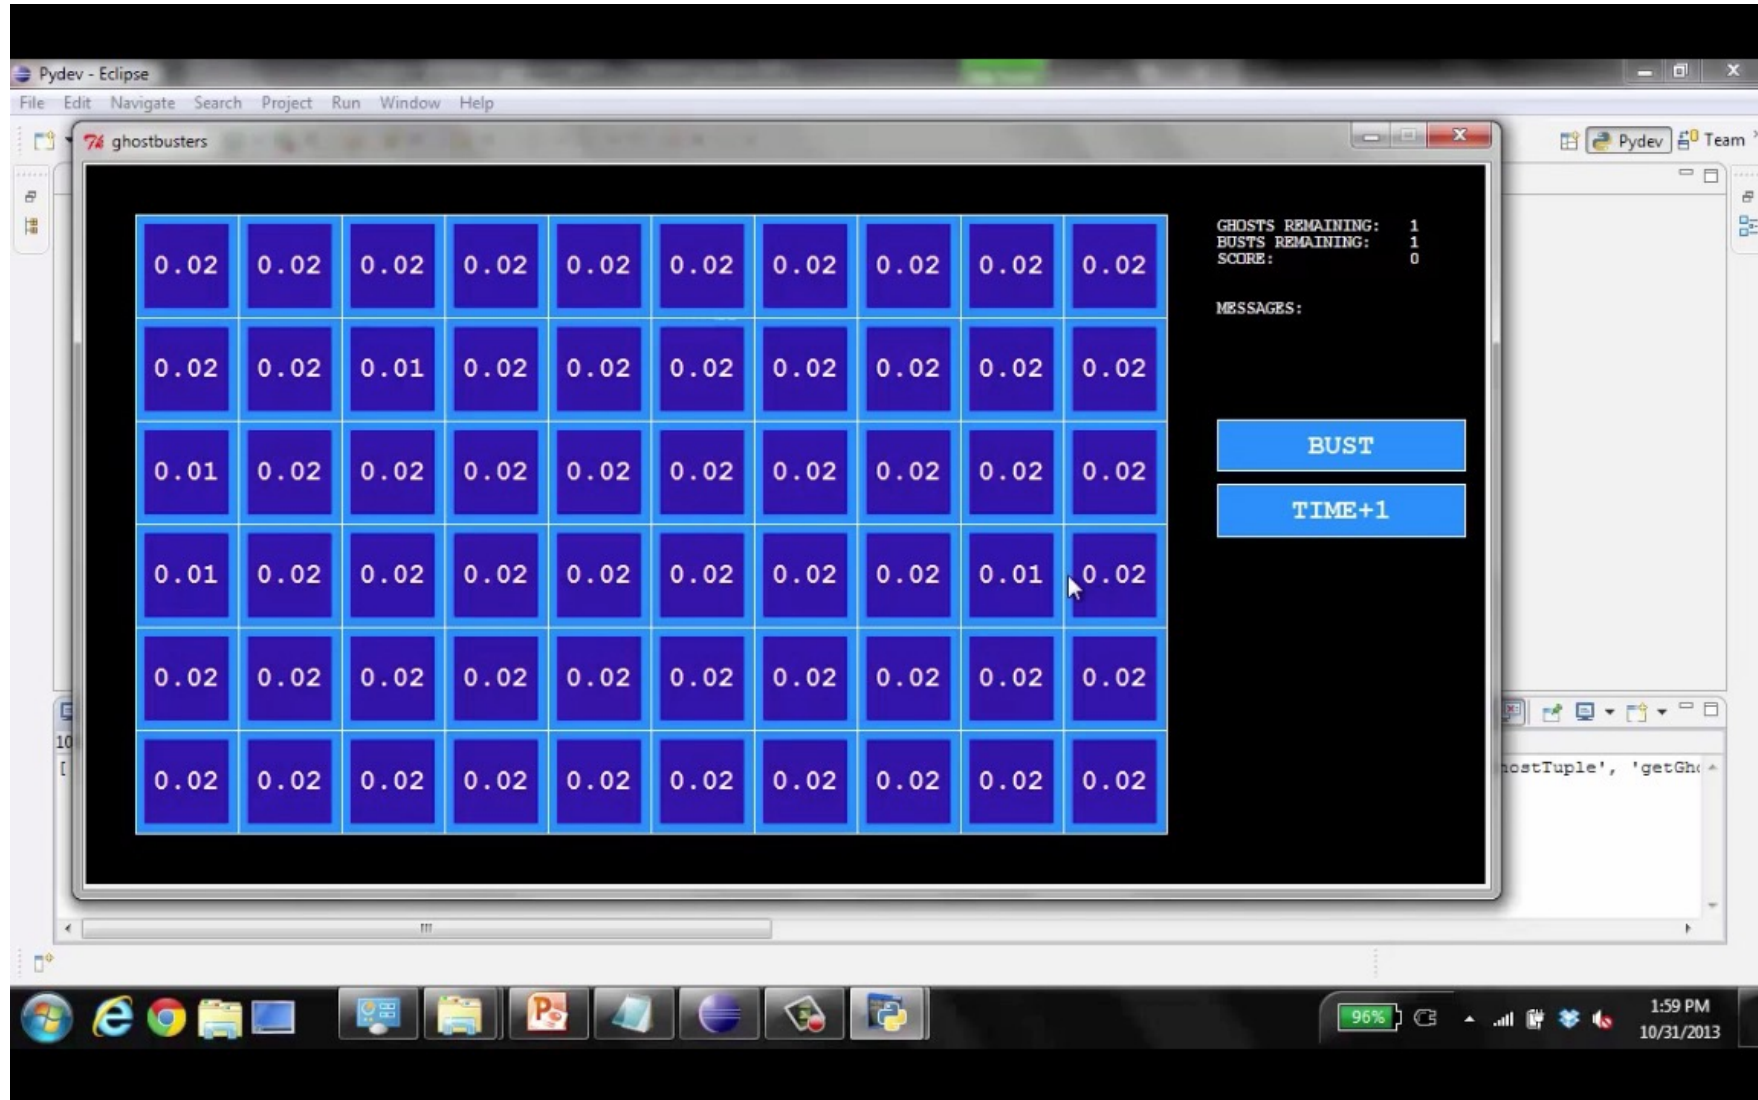 Pydev - Eclipse
File Edit Navigate Search Project Run Window Help
ghostbusters
Pydev Team
GHOSTS REMAINING: 1
BUSTS REMAINING: 1
SCORE: 0
MESSAGES:
0.02 0.02 0.02 0.02 0.02 0.02 0.02 0.02 0.02 0.02
0.02 0.02 0.01 0.02 0.02 0.02 0.02 0.02 0.02 0.02
0.01 0.02 0.02 0.02 0.02 0.02 0.02 0.02 0.02 0.02
0.01 0.02 0.02 0.02 0.02 0.02 0.02 0.02 0.01 0.02
0.02 0.02 0.02 0.02 0.02 0.02 0.02 0.02 0.02 0.02
0.02 0.02 0.02 0.02 0.02 0.02 0.02 0.02 0.02 0.02
BUST
TIME+1
10
[
ostTuple', 'getGh
96%
1:59 PM
10/31/2013